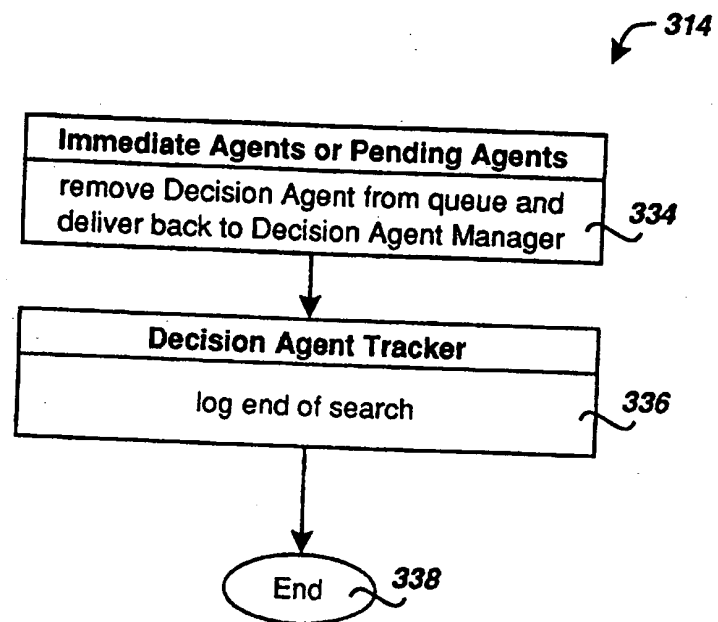 314
Immediate Agents or Pending Agents
remove Decision Agent from queue and
deliver back to Decision Agent Manager
334
Decision Agent Tracker
log end of search
336
End
338